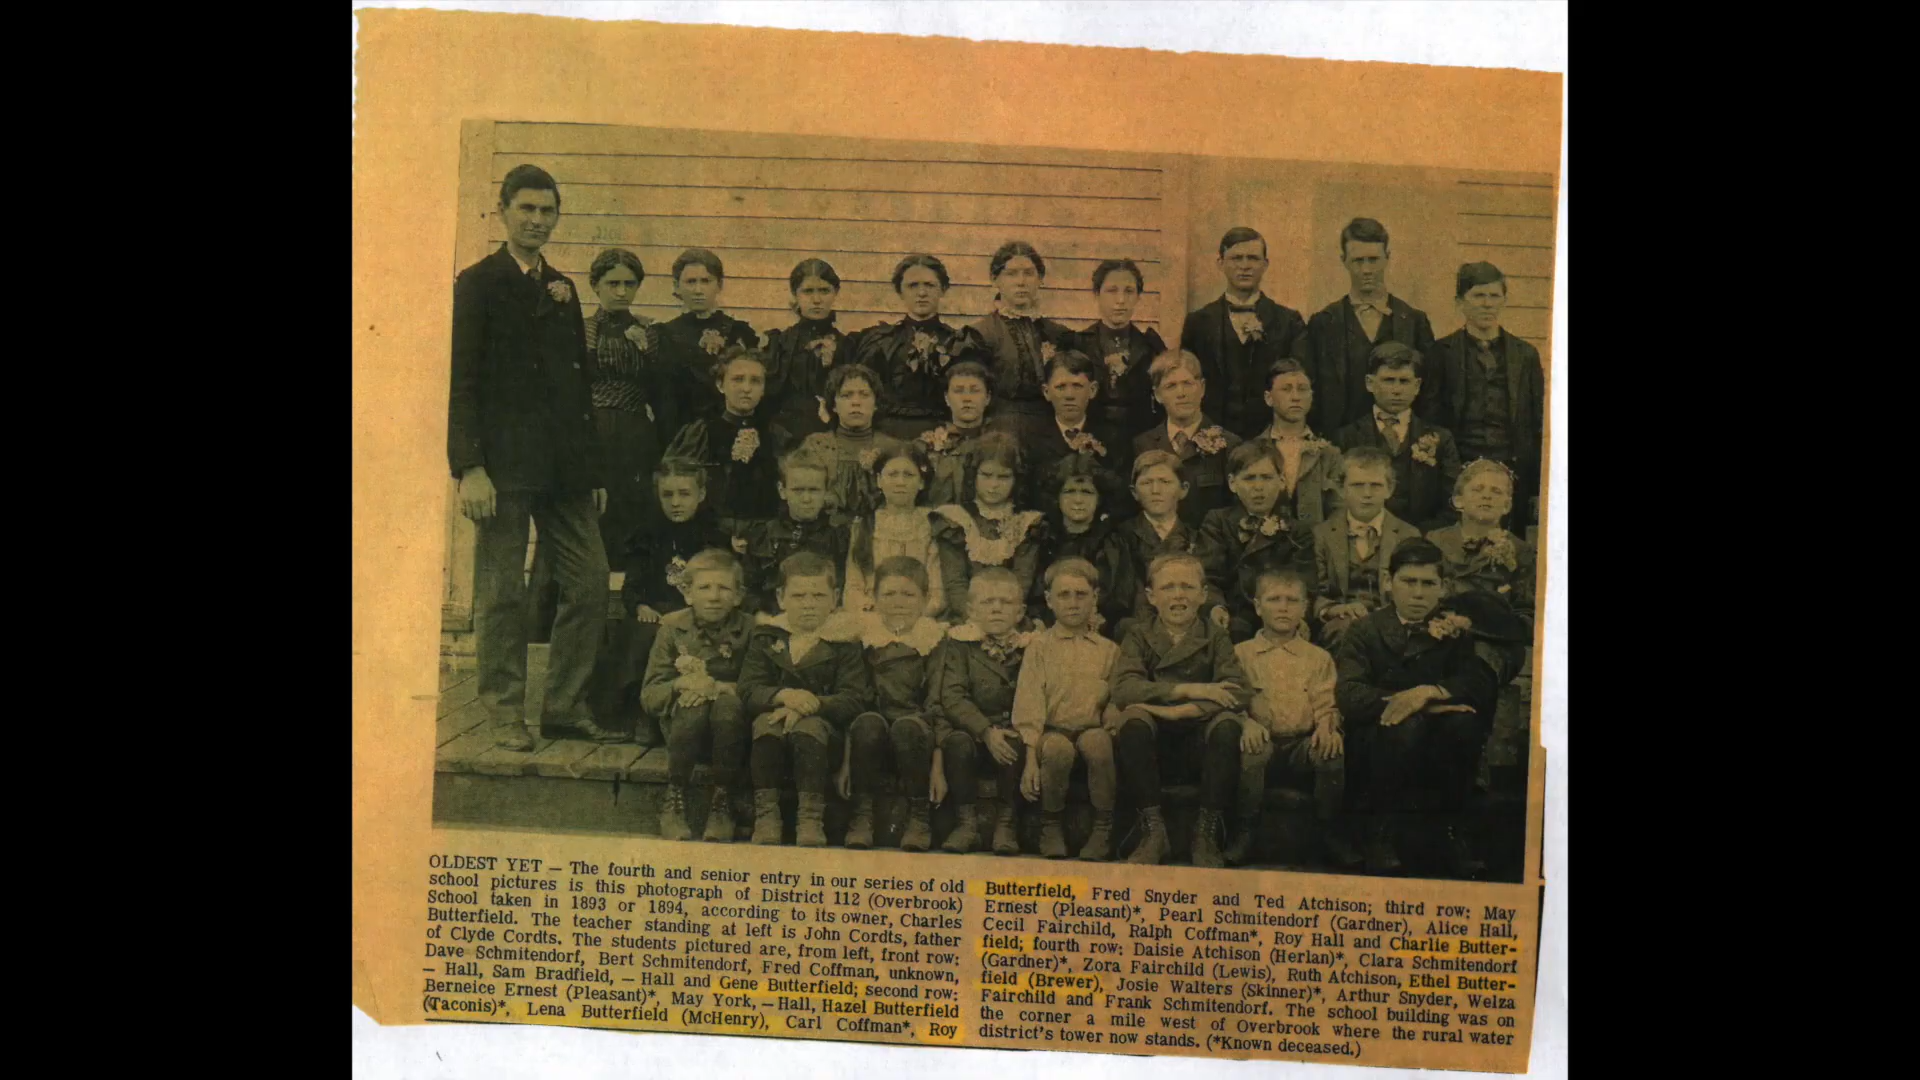 OLDEST YET — The fourth and senior entry in our series of old
school pictures is this photograph of District 112 (Overbrook)
School taken in 1893 or 1894, according to its owner, Charles
Butterfield. The teacher standing at left is John Cordts, father
of Clyde Cordts. The students pictured are, from left, front row:
Dave Schmitendorf, Bert Schmitendorf, Fred Coffman, unknown,
— Hall, Sam Bradfield, — Hall and Gene Butterfield; second row:
Berneice Ernest (Pleasant)*, May York, — Hall, Hazel Butterfield
(Taconis)*, Lena Butterfield (McHenry), Carl Coffman*, Roy
Butterfield, Fred Snyder and Ted Atchison; third row: May
Ernest (Pleasant)*, Pearl Schmitendorf (Gardner), Alice Hall,
Cecil Fairchild, Ralph Coffman*, Roy Hall and Charlie Butter-
field; fourth row: Daisie Atchison (Herlan)*, Clara Schmitendorf
(Gardner)*, Zora Fairchild (Lewis), Ruth Atchison, Ethel Butter-
field (Brewer), Josie Walters (Skinner)*, Arthur Snyder, Welza
Fairchild and Frank Schmitendorf. The school building was on
the corner a mile west of Overbrook where the rural water
district's tower now stands. (*Known deceased.)